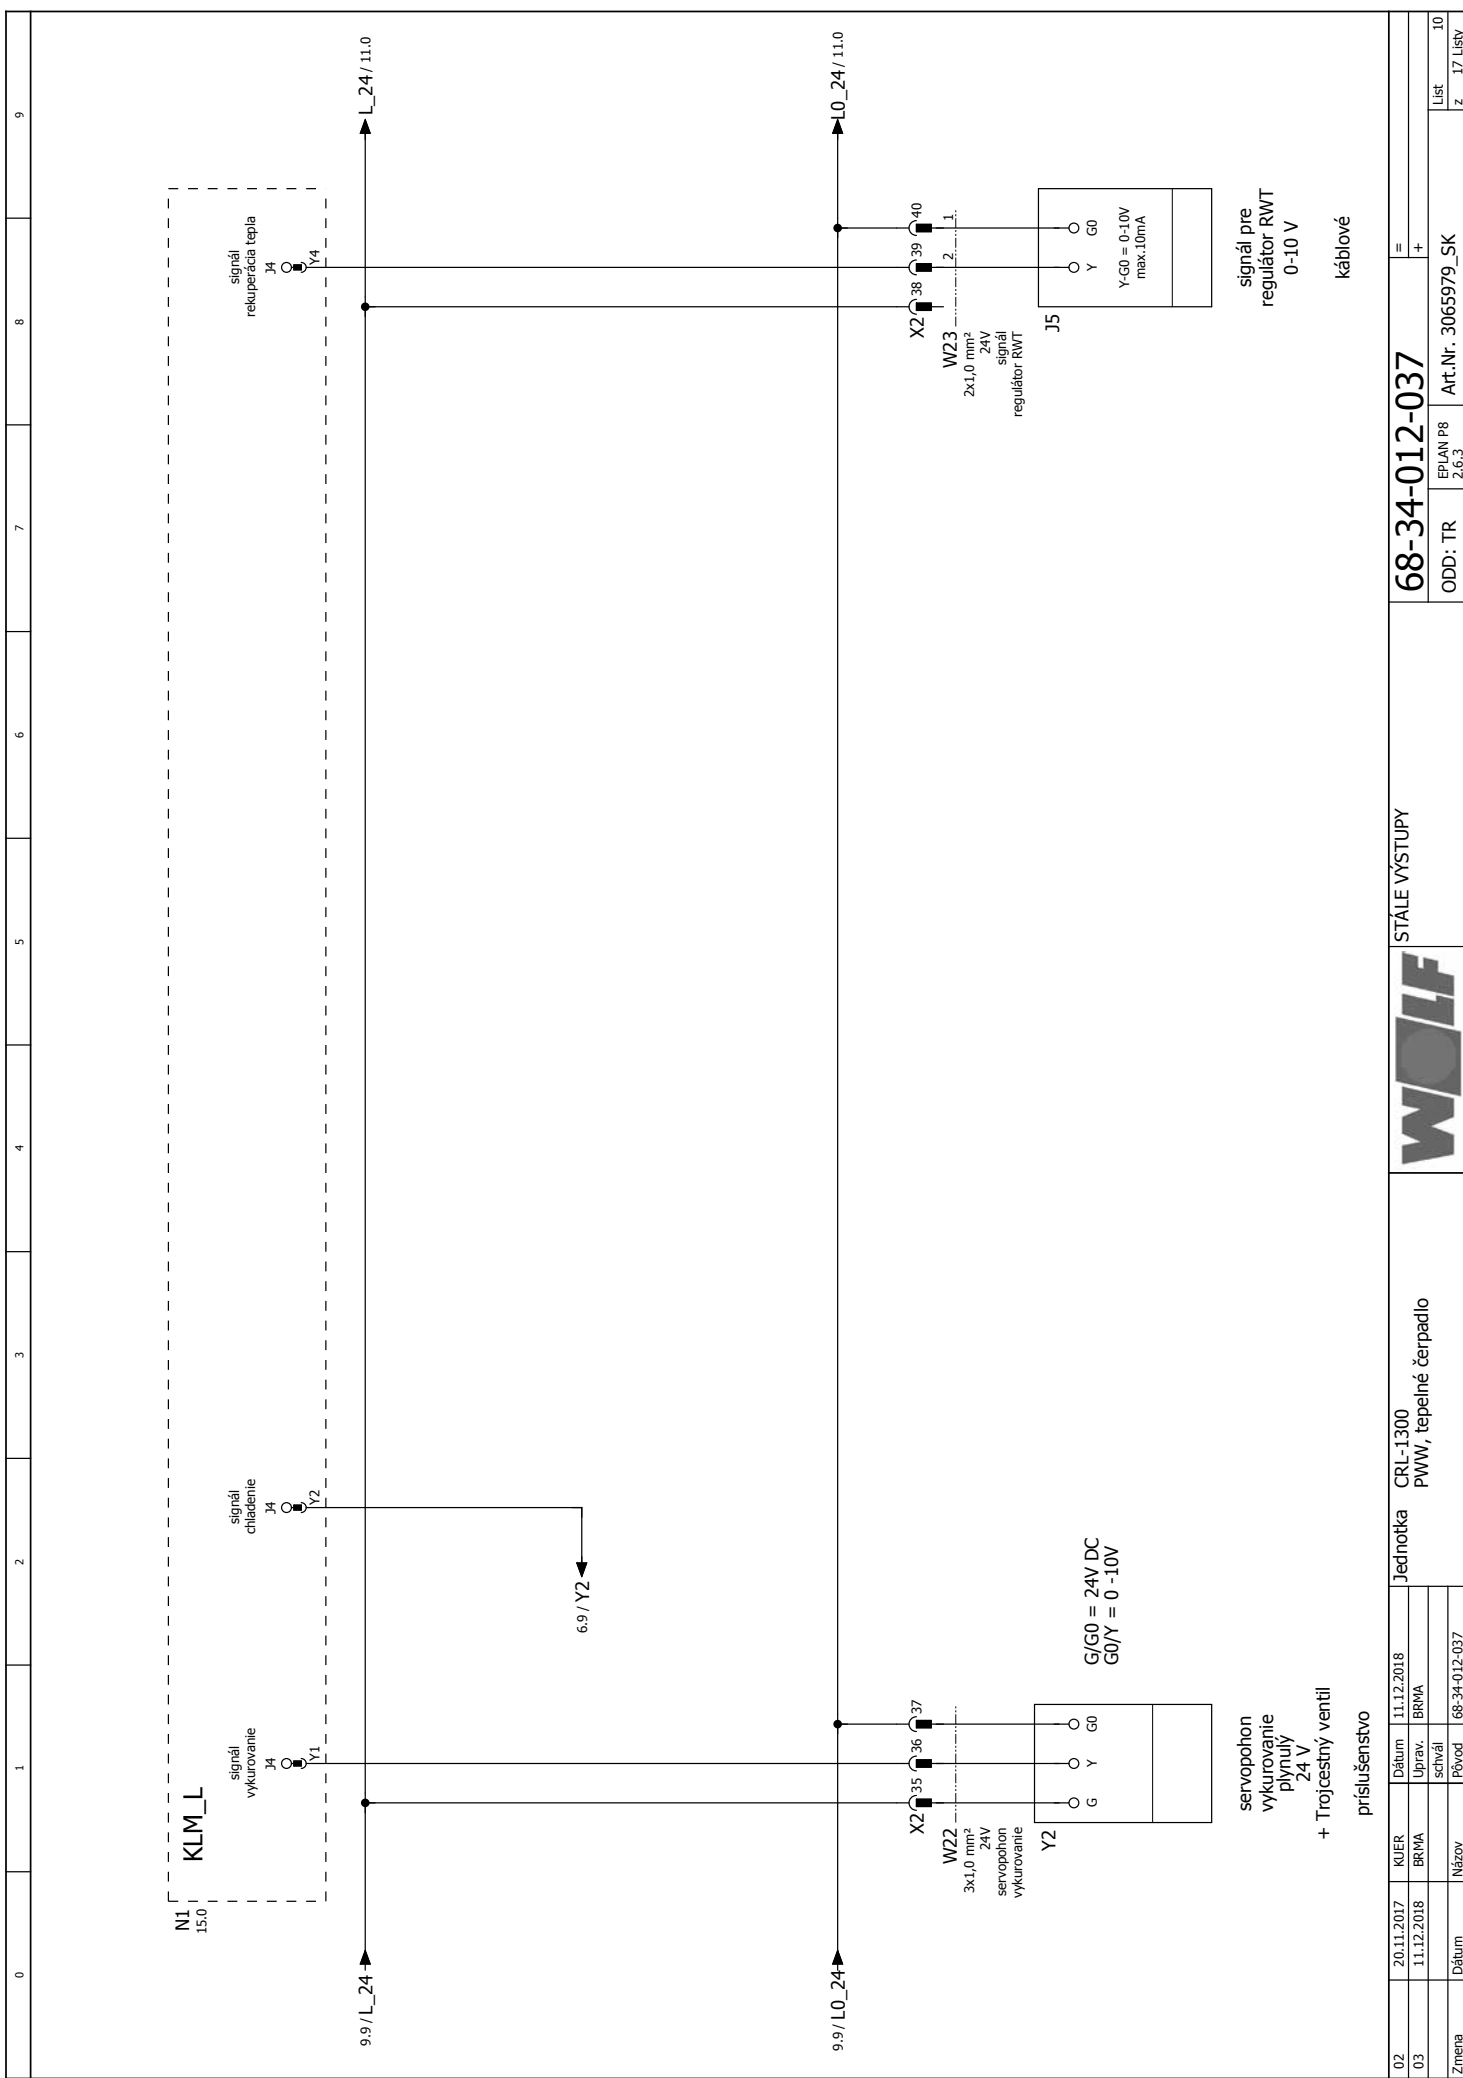 0
1
2
3
4
5
6
7
8
9
N1
15.0
KLM_L
signál
vykurovanie
J4
Y1
signál
chladenie
J4
Y2
signál
rekuperácia tepla
J4
Y4
9.9 / L_24
L_24 / 11.0
6.9 / Y2
9.9 / L0_24
L0_24 / 11.0
X2
35
36
37
W22
3x1,0 mm²
24V
servopohon
vykurovanie
Y2
G
Y
G0
G/G0 = 24V DC
G0/Y = 0 -10V
servopohon
vykurovanie
plynulý
24 V
+ Trojcestný ventil
príslušenstvo
X2
38
39
40
W23
2
1
2x1,0 mm²
24V
signál
regulátor RWT
J5
Y
G0
Y-G0 = 0-10V
max.10mA
signál pre
regulátor RWT
0-10 V
káblové
02
20.11.2017
KUER
Dátum
11.12.2018
03
11.12.2018
BRMA
Uprav.
BRMA
schvál
Zmena
Dátum
Názov
Pôvod
68-34-012-037
Jednotka
CRL-1300
PWW, tepelné čerpadlo
WOLF
STÁLE VÝSTUPY
68-34-012-037
=
+
ODD: TR
EPLAN P8
2.6.3
Art.Nr. 3065979_SK
List
10
z
17 Listy